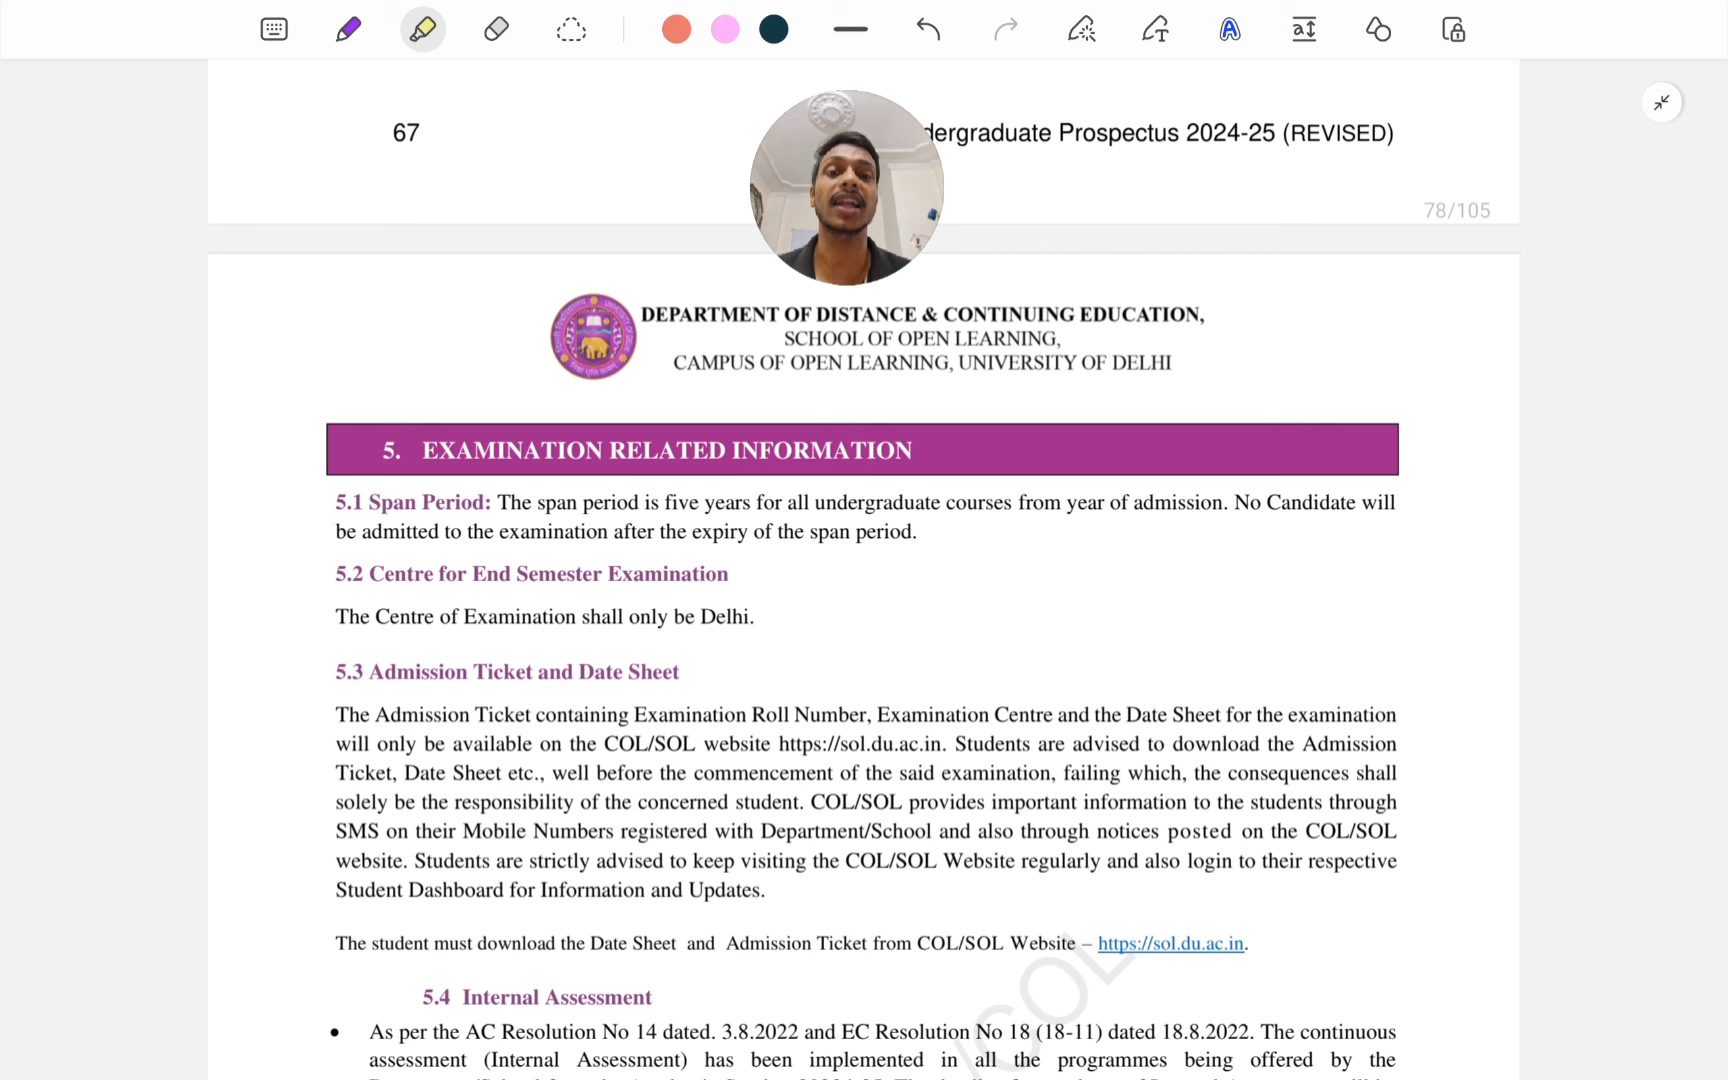 67
dergraduate Prospectus 2024-25 (REVISED)
78/105
DEPARTMENT OF DISTANCE & CONTINUING EDUCATION,
SCHOOL OF OPEN LEARNING,
CAMPUS OF OPEN LEARNING, UNIVERSITY OF DELHI
5. EXAMINATION RELATED INFORMATION
5.1 Span Period: The span period is five years for all undergraduate courses from year of admission. No Candidate will
be admitted to the examination after the expiry of the span period.
5.2 Centre for End Semester Examination
The Centre of Examination shall only be Delhi.
5.3 Admission Ticket and Date Sheet
The Admission Ticket containing Examination Roll Number, Examination Centre and the Date Sheet for the examination
will only be available on the COL/SOL website https://sol.du.ac.in. Students are advised to download the Admission
Ticket, Date Sheet etc., well before the commencement of the said examination, failing which, the consequences shall
solely be the responsibility of the concerned student. COL/SOL provides important information to the students through
SMS on their Mobile Numbers registered with Department/School and also through notices posted on the COL/SOL
website. Students are strictly advised to keep visiting the COL/SOL Website regularly and also login to their respective
Student Dashboard for Information and Updates.
The student must download the Date Sheet and Admission Ticket from COL/SOL Website – https://sol.du.ac.in.
5.4 Internal Assessment
• As per the AC Resolution No 14 dated. 3.8.2022 and EC Resolution No 18 (18-11) dated 18.8.2022. The continuous
assessment (Internal Assessment) has been implemented in all the programmes being offered by the
/COL